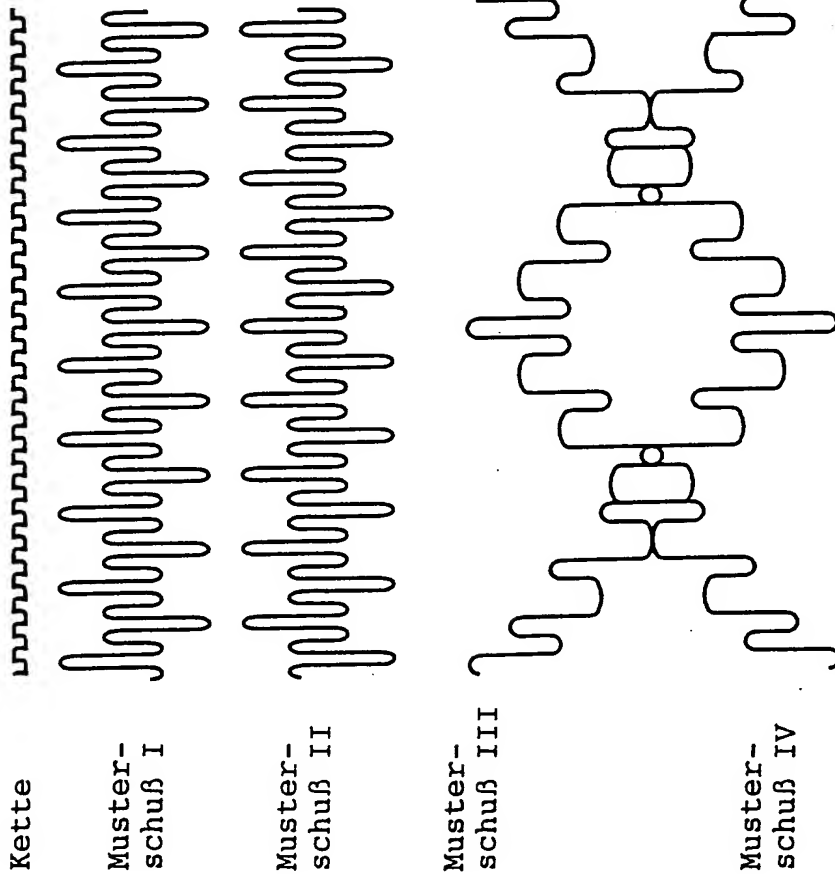 Kette
Muster-
schuß I
Muster-
schuß II
Muster-
schuß III
Muster-
schuß IV